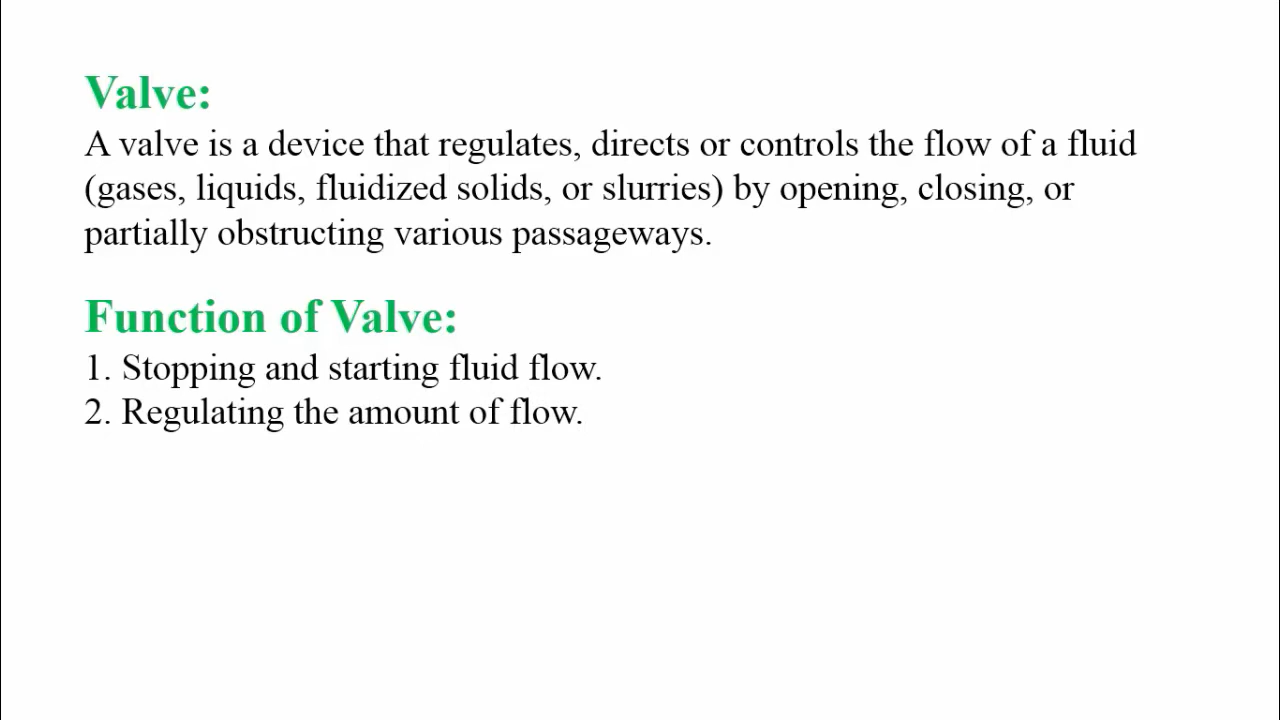 Valve:
A valve is a device that regulates, directs or controls the flow of a fluid
(gases, liquids, fluidized solids, or slurries) by opening, closing, or
partially obstructing various passageways.
Function of Valve:
1. Stopping and starting fluid flow.
2. Regulating the amount of flow.